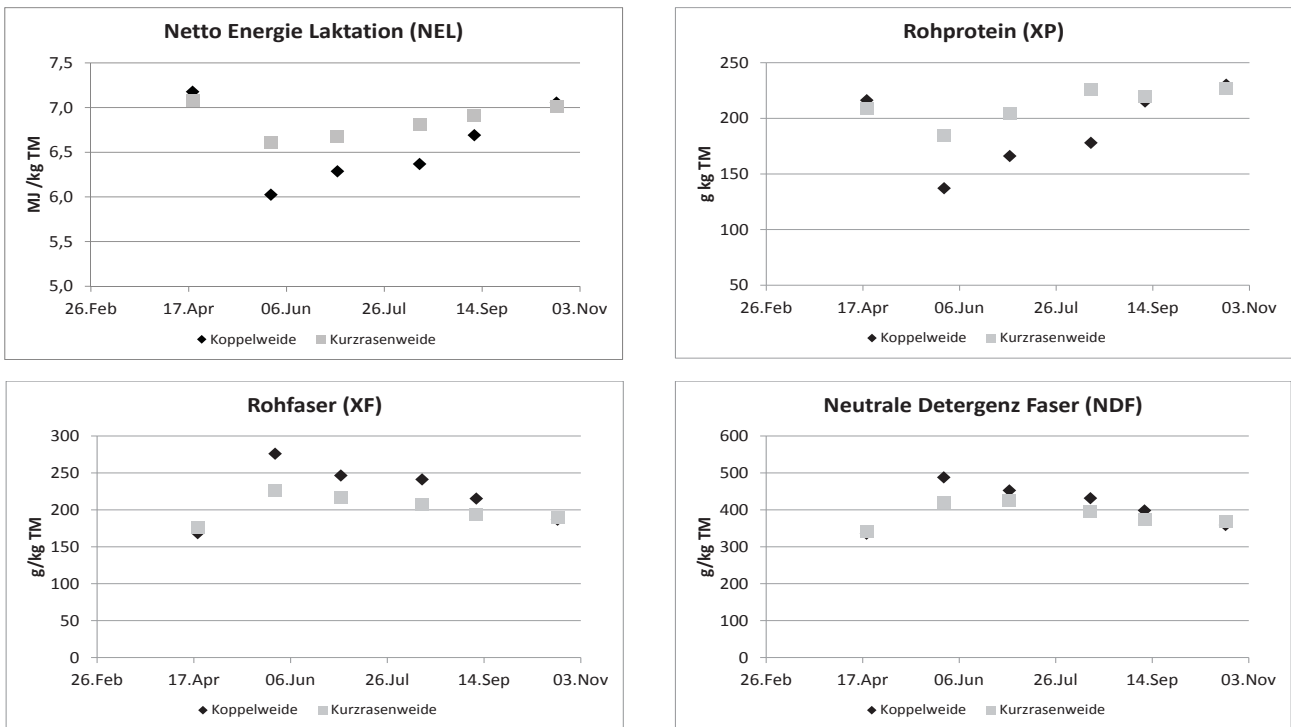 Netto Energie Laktation (NEL)
7,5
7,0
6,5
6,0
5,5
5,0
MJ /kg TM
26.Feb 17.Apr 06.Jun 26.Jul 14.Sep 03.Nov
Koppelweide Kurzrasenweide
Rohprotein (XP)
250
200
150
100
50
g kg TM
26.Feb 17.Apr 06.Jun 26.Jul 14.Sep 03.Nov
Koppelweide Kurzrasenweide
Rohfaser (XF)
300
250
200
150
100
50
0
g/kg TM
26.Feb 17.Apr 06.Jun 26.Jul 14.Sep 03.Nov
Koppelweide Kurzrasenweide
Neutrale Detergenz Faser (NDF)
600
500
400
300
200
100
0
g/kg TM
26.Feb 17.Apr 06.Jun 26.Jul 14.Sep 03.Nov
Koppelweide Kurzrasenweide